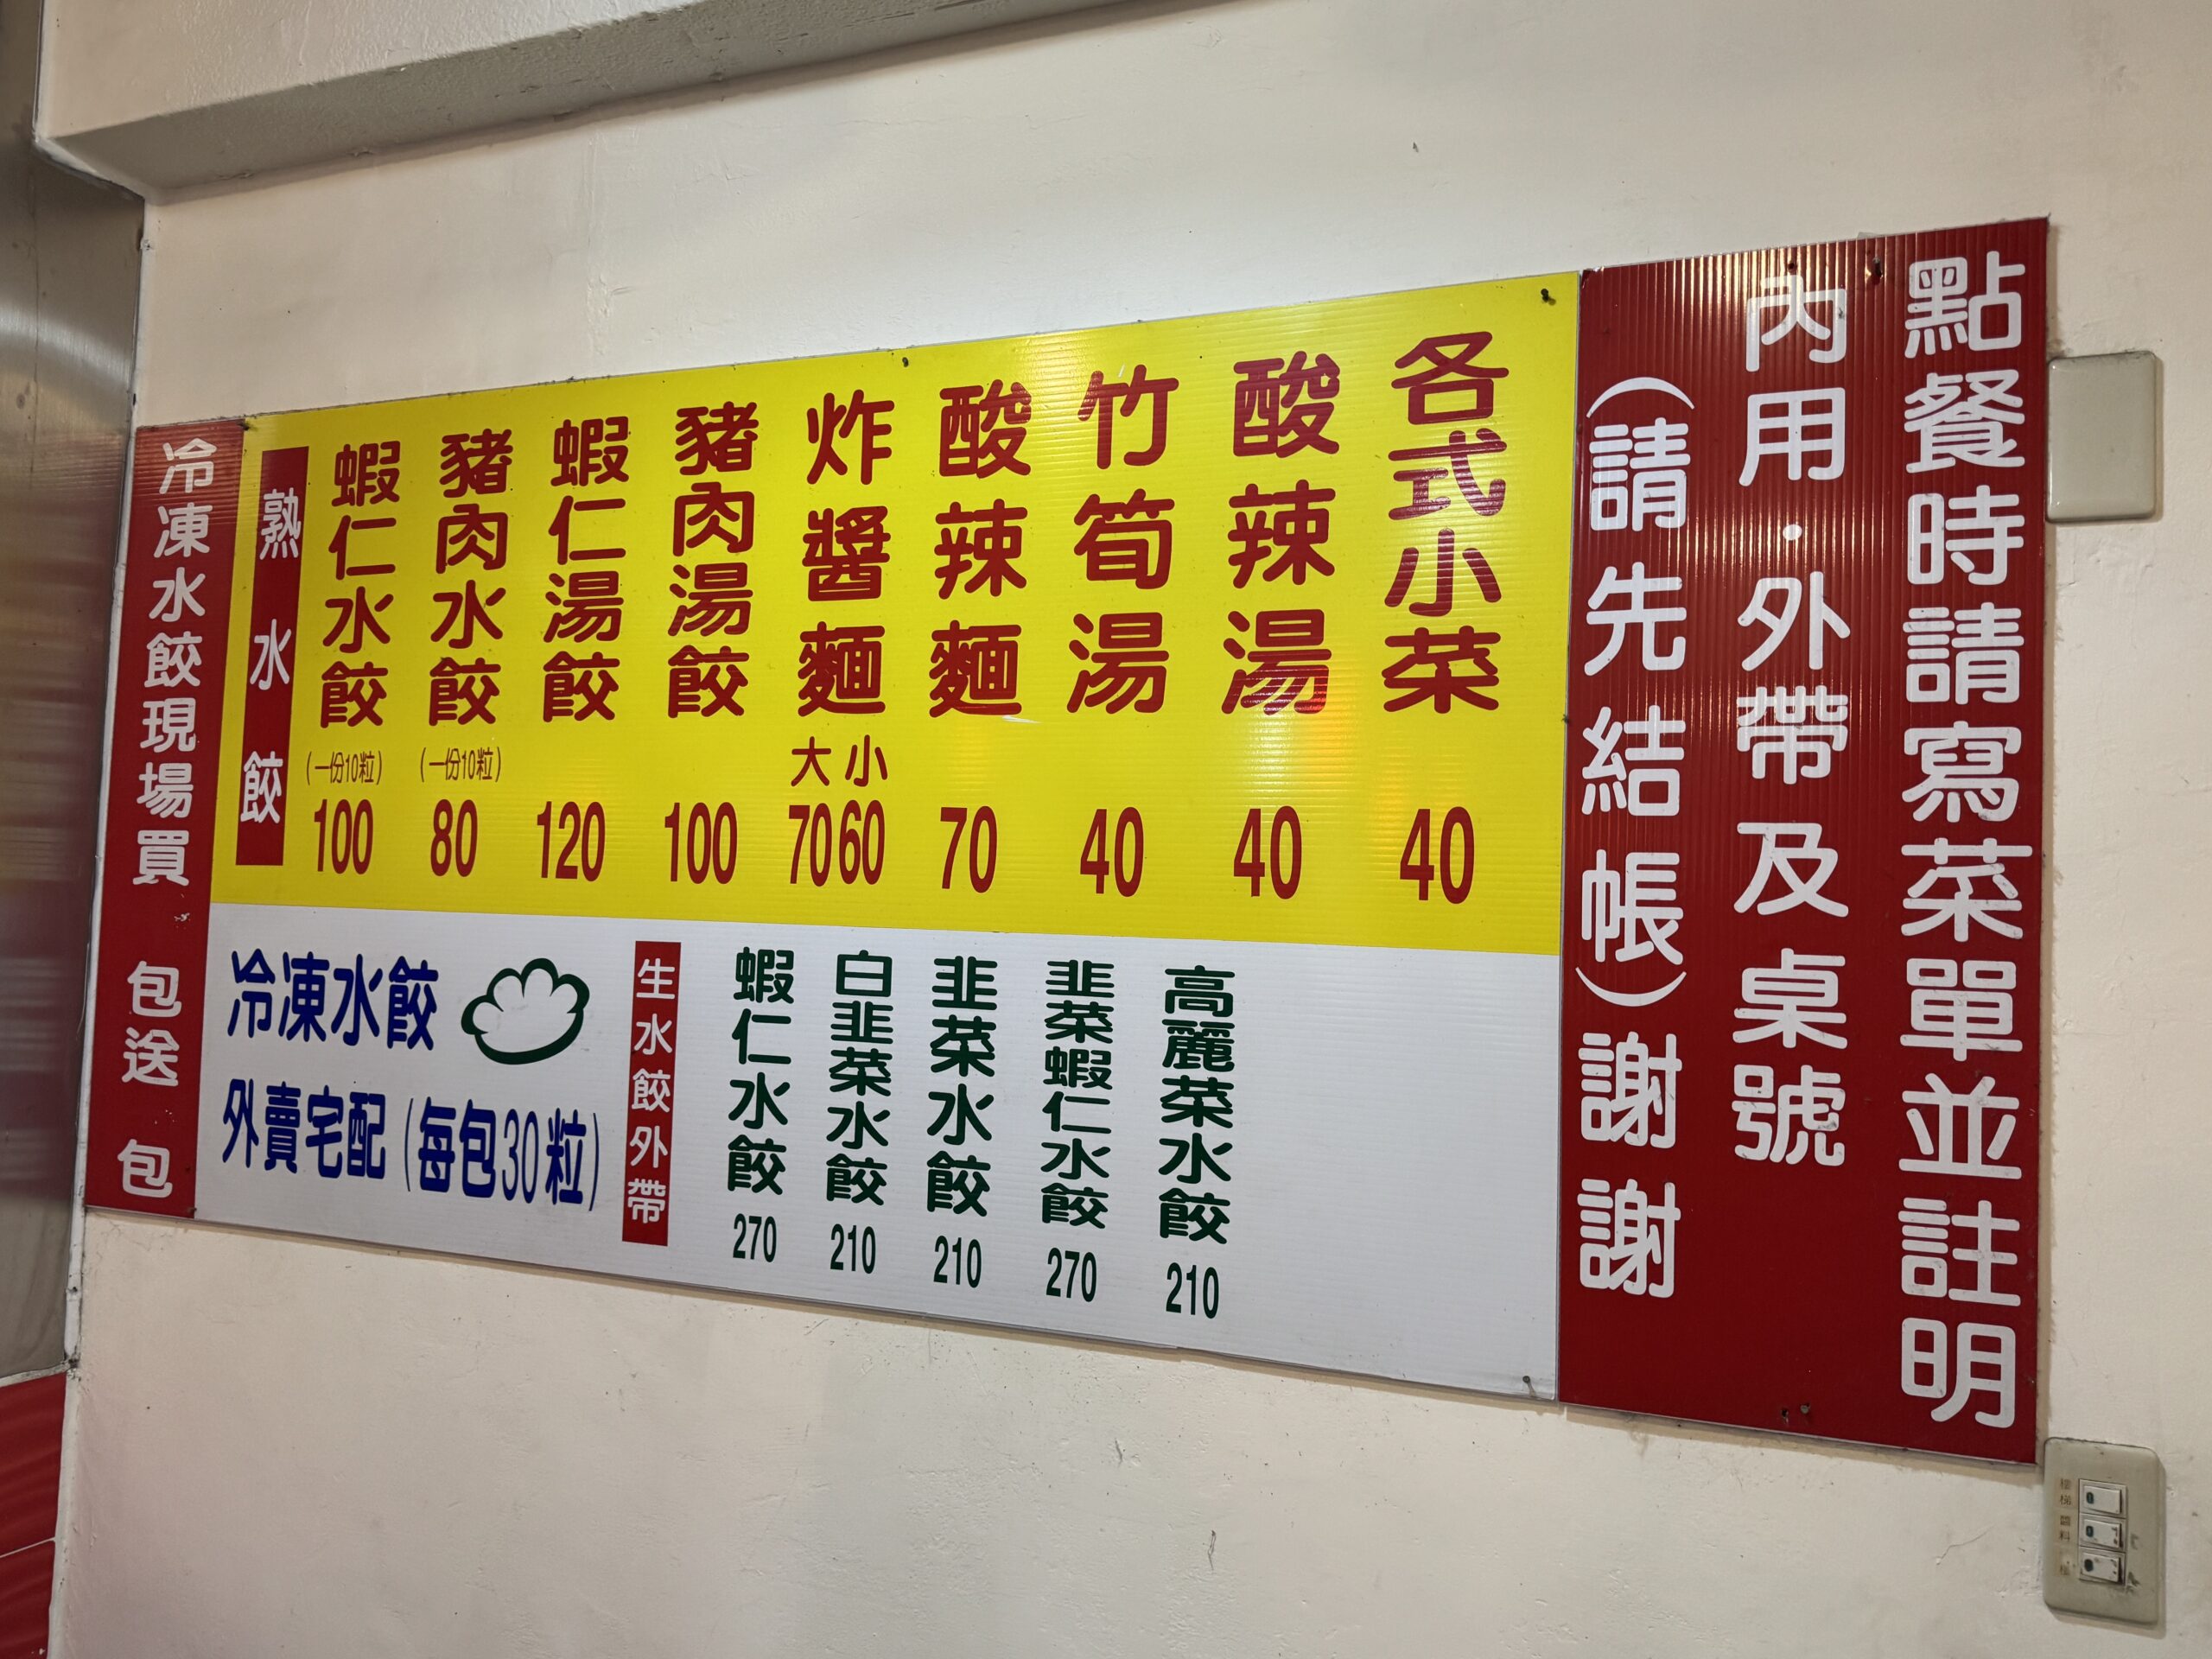 點餐時請寫菜單並註明
內用．外帶及桌號
（請先結帳）謝謝
各式小菜 40
酸辣湯 40
竹筍湯 40
酸辣麵 70
炸醬麵 大 小 70 60
豬肉湯餃 100
蝦仁湯餃 120
豬肉水餃 (一份10粒) 80
蝦仁水餃 (一份10粒) 100
熟水餃
冷凍水餃
外賣宅配(每包30粒)
生水餃外帶
蝦仁水餃 270
白韭菜水餃 210
韭菜水餃 210
韭菜蝦仁水餃 270
高麗菜水餃 210
冷凍水餃現場買 包送包